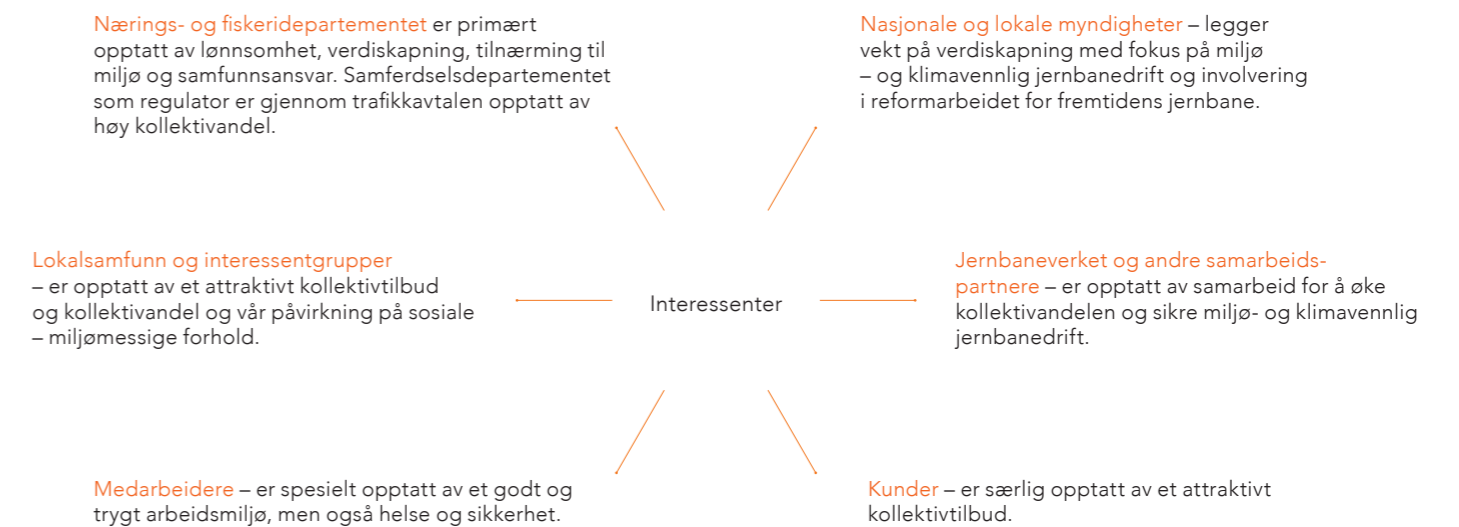 Nærings- og fiskeridepartementet er primært
opptatt av lønnsomhet, verdiskapning, tilnærming til
miljø og samfunnsansvar. Samferdselsdepartementet
som regulator er gjennom trafikkavtalen opptatt av
høy kollektivandel.
Nasjonale og lokale myndigheter – legger
vekt på verdiskapning med fokus på miljø
– og klimavennlig jernbanedrift og involvering
i reformarbeidet for fremtidens jernbane.
Lokalsamfunn og interessentgrupper
– er opptatt av et attraktivt kollektivtilbud
og kollektivandel og vår påvirkning på sosiale
– miljømessige forhold.
Interessenter
Jernbaneverket og andre samarbeids-
partnere – er opptatt av samarbeid for å øke
kollektivandelen og sikre miljø- og klimavennlig
jernbanedrift.
Medarbeidere – er spesielt opptatt av et godt og
trygt arbeidsmiljø, men også helse og sikkerhet.
Kunder – er særlig opptatt av et attraktivt
kollektivtilbud.